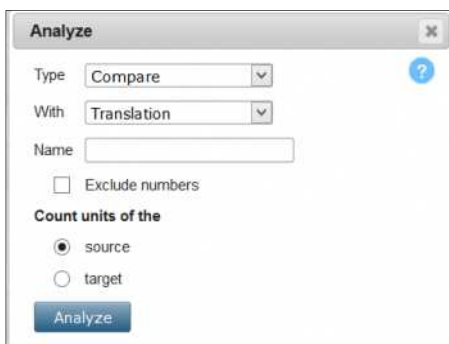 Analyze
Type Compare
?
With Translation
Name
Exclude numbers
Count units of the
source
target
Analyze